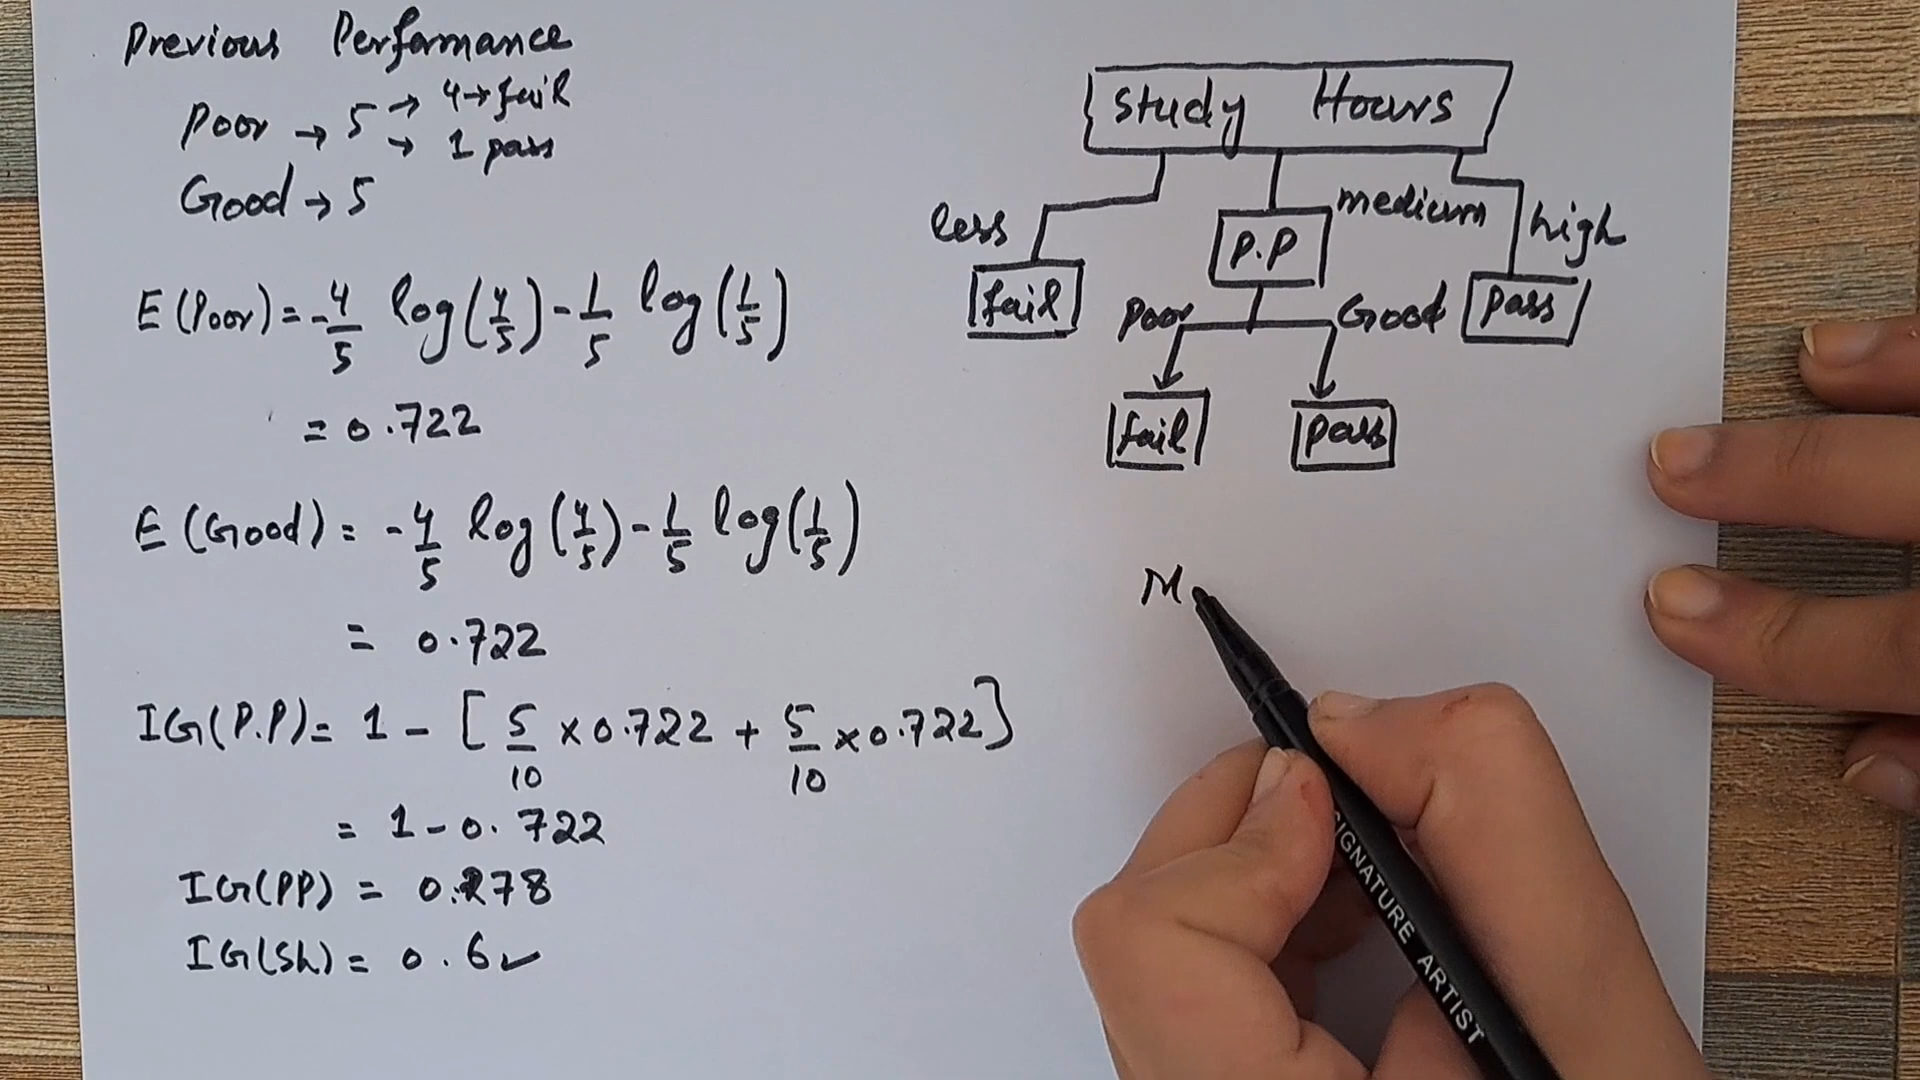 Previous Performance
Poor → 5 → 4 → fail
→ 1 pass
Good → 5
E (Poor) = -4/5 log(4/5) - 1/5 log(1/5)
= 0.722
E (Good) = -4/5 log(4/5) - 1/5 log(1/5)
= 0.722
IG(P.P) = 1 - [5/10 x 0.722 + 5/10 x 0.722]
= 1 - 0.722
IG(PP) = 0.278
IG(Sh) = 0.6 ✓
Study Hours
less
medium
high
fail
P.P
pass
Poor
Good
fail
pass
M
SIGNATURE ARTIST